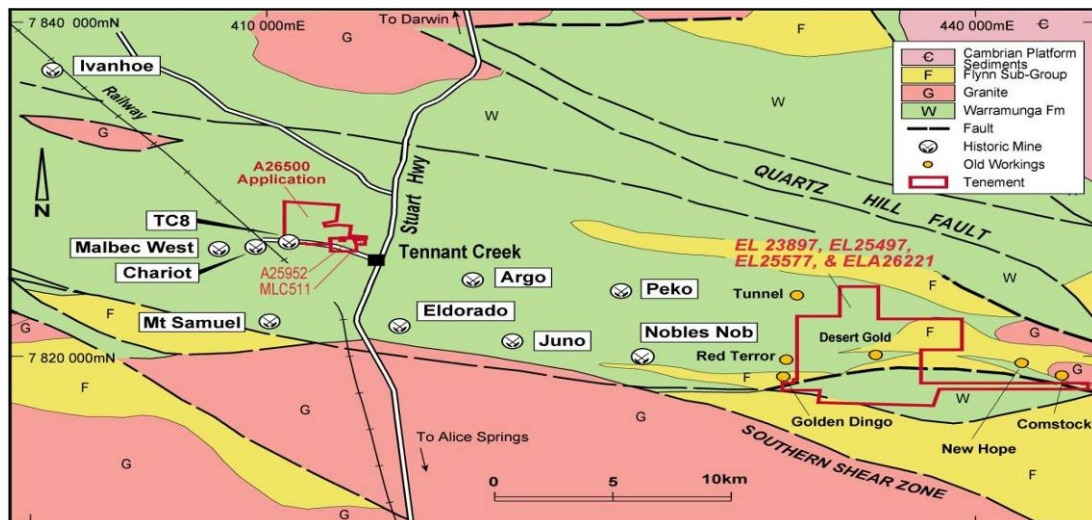 7 840 000 mN
410 000mE
To Darwin
440 000mE
Є
Cambrian Platform
Sediments
F
Flynn Sub-Group
G
Granite
W
Warramunga Fm
Fault
Historic Mine
Old Workings
Tenement
F
Є
G
Ivanhoe
Railway
W
W
W
G
N
A26500
Application
Stuart Hwy
QUARTZ HILL FAULT
TC8
Malbec West
Chariot
Tennant Creek
A25952
MLC511
EL 23897, EL25497,
EL25577, & ELA26221
Argo
Peko
Tunnel
F
W
F
Mt Samuel
Eldorado
Juno
Nobles Nob
Desert Gold
F
G
G
7 820 000mN
Red Terror
F
G
F
W
Golden Dingo
Comstock
New Hope
G
G
To Alice Springs
SOUTHERN SHEAR ZONE
F
G
G
0
5
10km